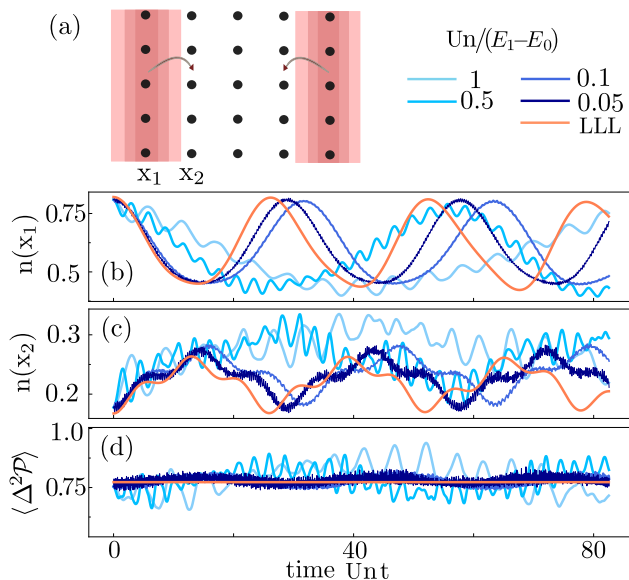 (a)
Un/(E₁−E₀)
1 0.1
0.5 0.05
LLL
x₁ x₂
n(x₁)
0.75
0.5
(b)
n(x₂)
0.3
0.2
(c)
⟨Δ²𝒫⟩
1.0
0.75
(d)
0 40 80
time Unt